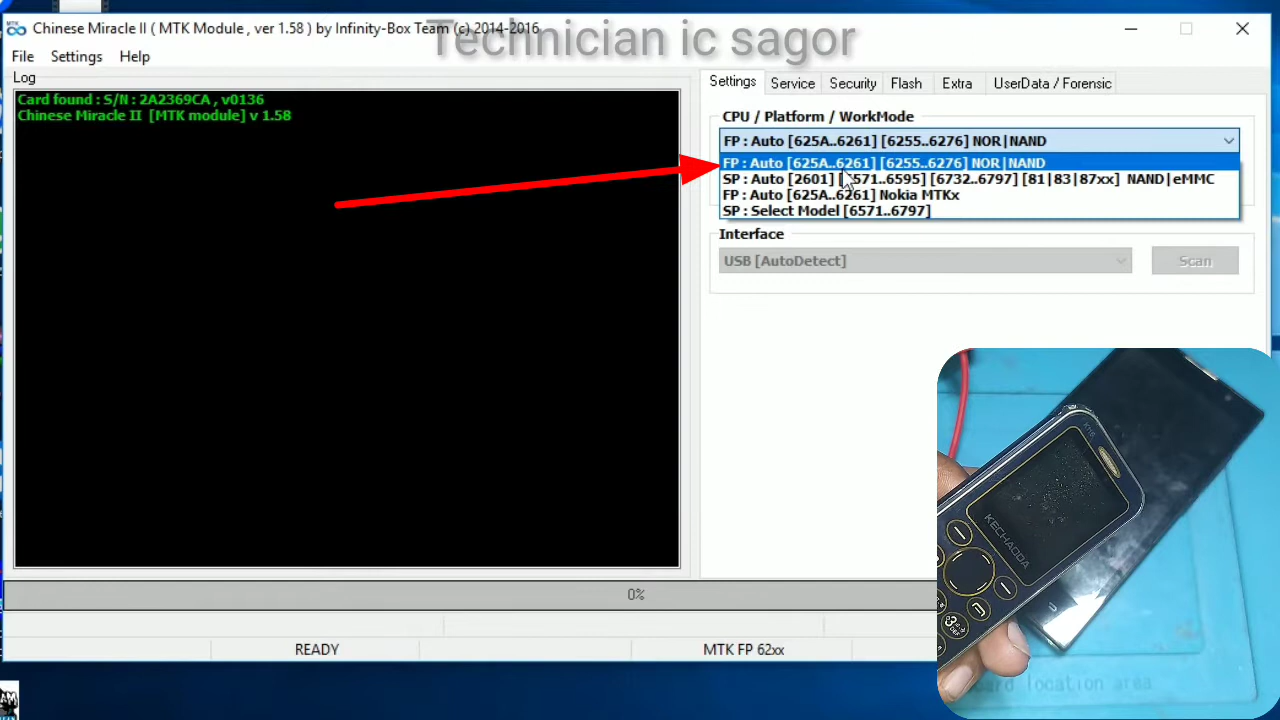 Chinese Miracle II ( MTK Module , ver 1.58 ) by Infinity-Box Team (c) 2014-2016
Technician ic sagor
File Settings Help
Log
Card found : S/N : 2A2369CA , v0136
Chinese Miracle II [MTK module] v 1.58
Settings Service Security Flash Extra UserData / Forensic
CPU / Platform / WorkMode
FP : Auto [625A..6261] [6255..6276] NOR|NAND
FP : Auto [625A..6261] [6255..6276] NOR|NAND
SP : Auto [2601] [6571..6595] [6732..6797] [81|83|87xx] NAND|eMMC
FP : Auto [625A..6261] Nokia MTKx
SP : Select Model [6571..6797]
Interface
USB [AutoDetect] Scan
0%
READY MTK FP 62xx
KECHAODA
3
location area